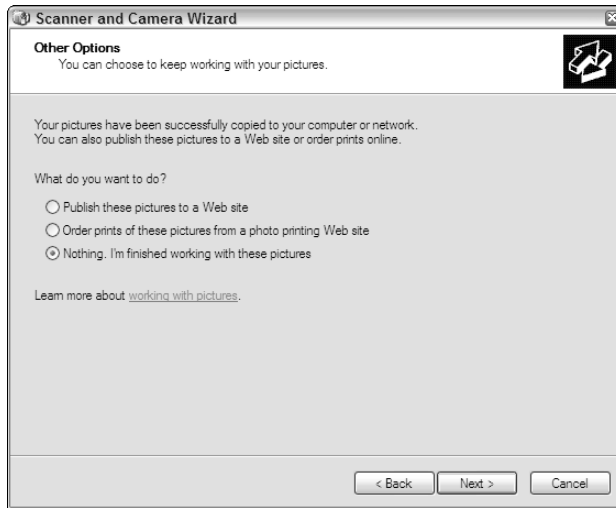 Scanner and Camera Wizard
Other Options
You can choose to keep working with your pictures.
Your pictures have been successfully copied to your computer or network.
You can also publish these pictures to a Web site or order prints online.
What do you want to do?
Publish these pictures to a Web site
Order prints of these pictures from a photo printing Web site
Nothing. I'm finished working with these pictures
Learn more about working with pictures.
< Back Next > Cancel